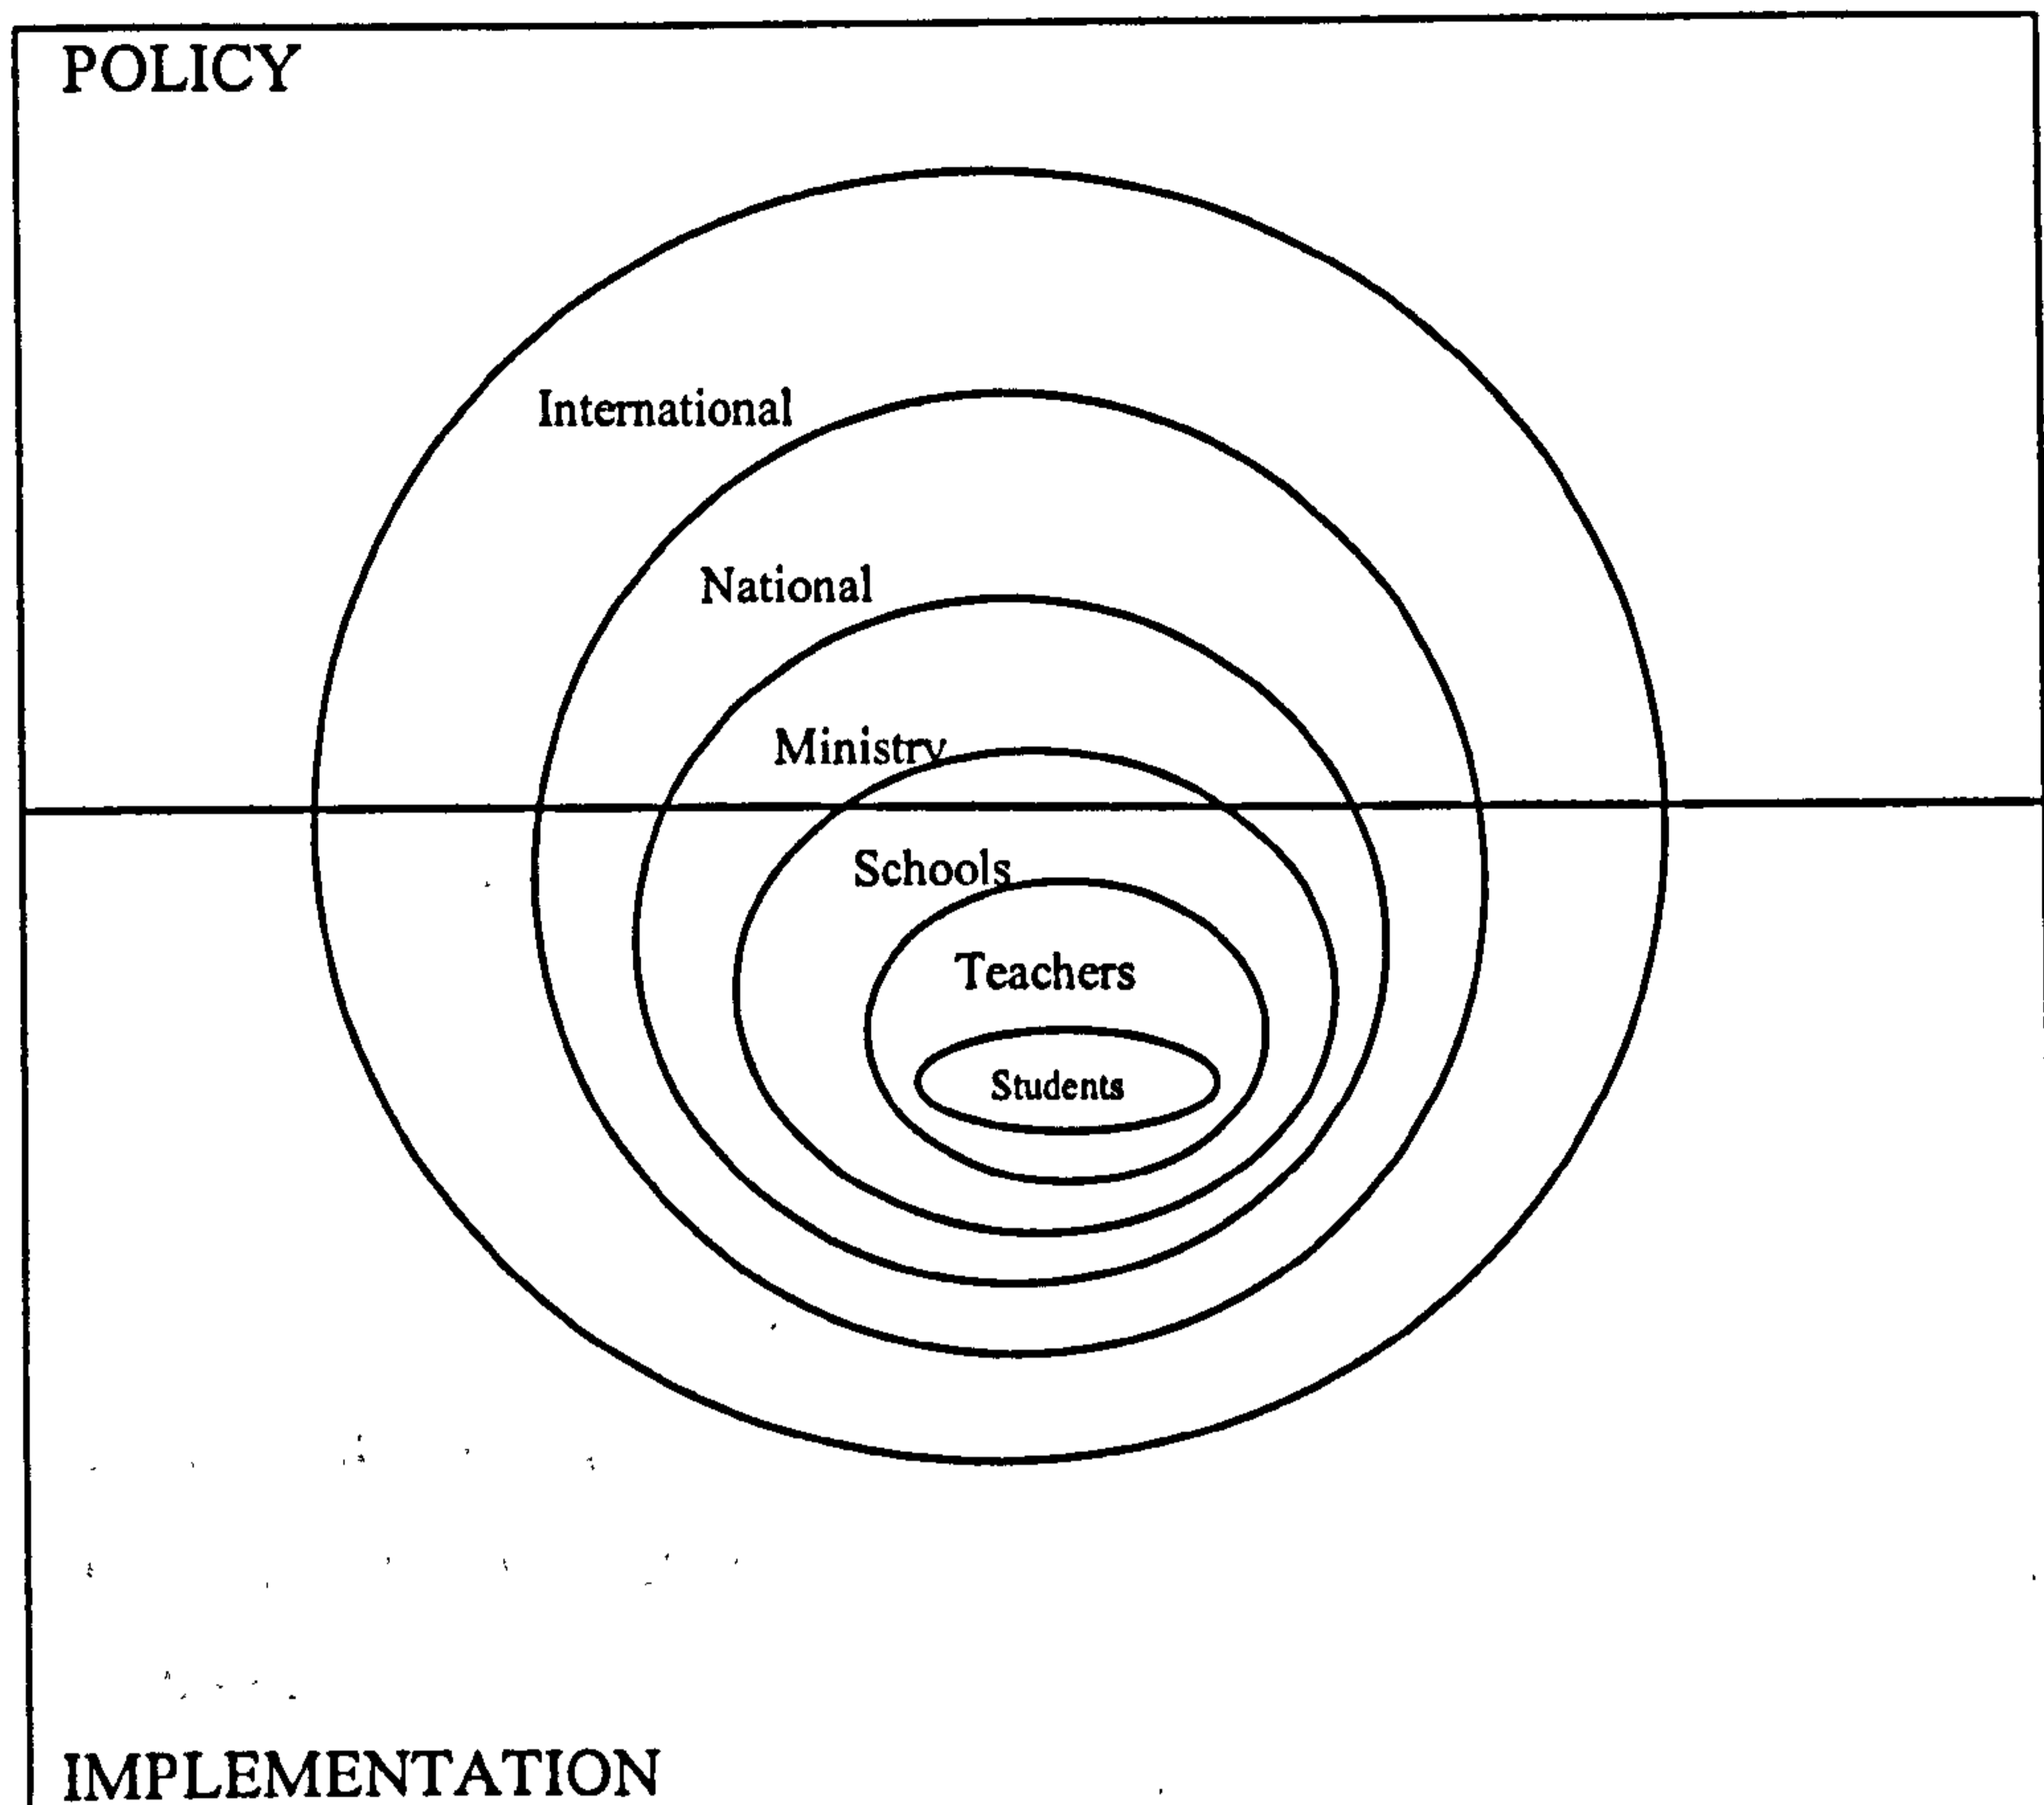 POLICY
International
National
Ministry
Schools
Teachers
Students
IMPLEMENTATION